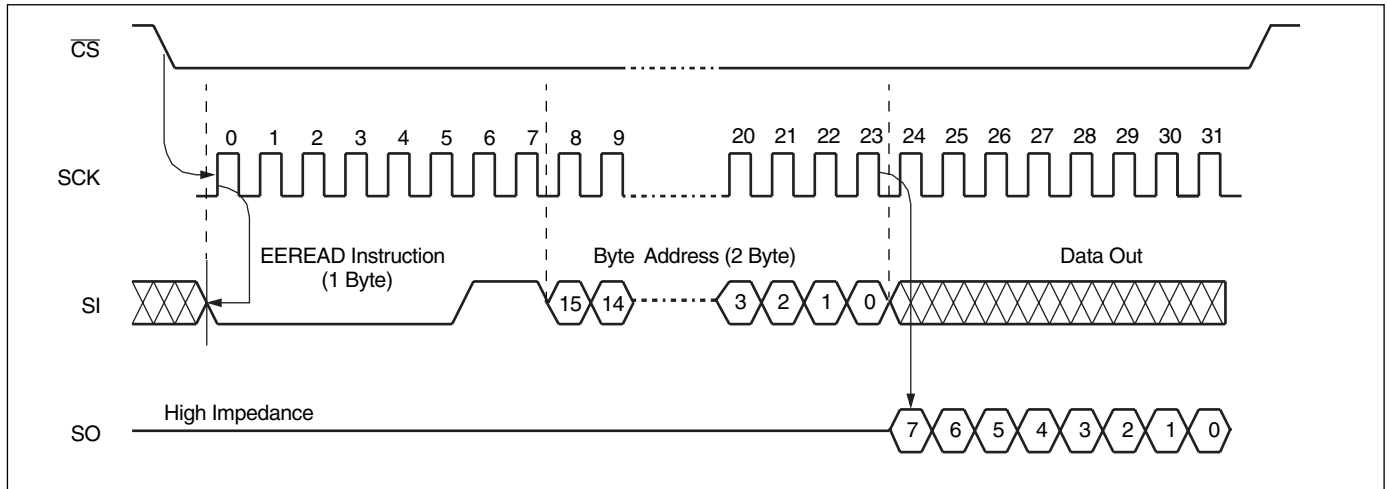 CS
0 1 2 3 4 5 6 7 8 9 20 21 22 23 24 25 26 27 28 29 30 31
SCK
EEREAD Instruction
(1 Byte)
Byte Address (2 Byte)
Data Out
SI
15 14 3 2 1 0
High Impedance
SO
7 6 5 4 3 2 1 0